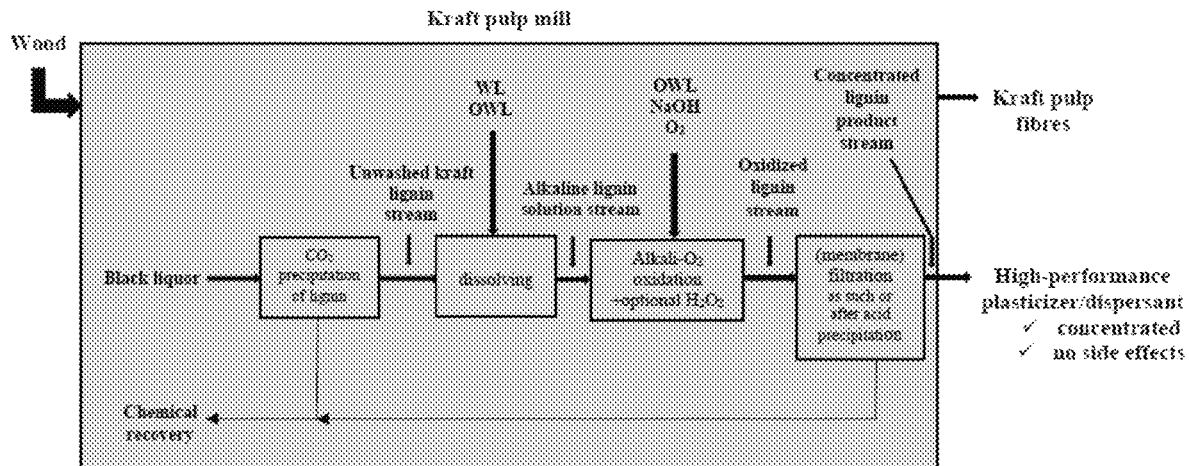 Kraft pulp mill
Wood
WL
OWL
OWL
NaOH
O₂
Concentrated
lignin
product
stream
Kraft pulp
fibres
Unwashed kraft
lignin
stream
Alkaline lignin
solution stream
Oxidized
lignin
stream
Black liquor
CO₂
precipitation
of lignin
dissolving
Alkali-O₂
oxidation
-optional H₂O₂
(membrane)
filtration
as such or
after acid
precipitation
High-performance
plasticizer/dispersant
✓ concentrated
✓ no side effects
Chemical
recovery